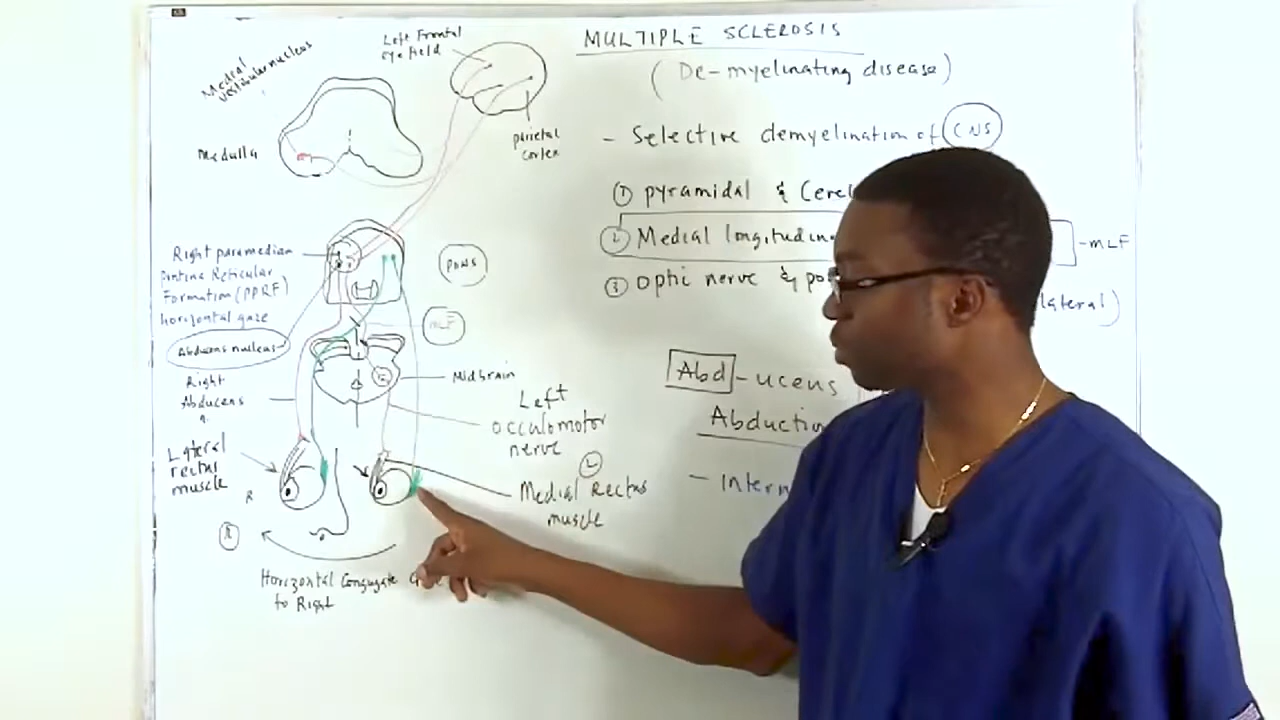 Left Frontal
eye field
Medial
vestibular nucleus
Medulla
parietal
cortex
Right paramedian
pontine Reticular
Formation (PPRF)
horizontal gaze
Abducens nucleus
PONS
MLF
Midbrain
Right
Abducens
n.
Left
occulomotor
nerve
Lateral
rectus
muscle
R
L
Medial Rectus
muscle
R
Horizontal Conjugate
to Right
MULTIPLE SCLEROSIS
(De-myelinating disease)
- Selective demyelination of CNS
1 pyramidal & Cereb
2 Medial longitudin
- MLF
3 optic nerve & po
lateral)
Abd-ucens
Abductio
- Intern